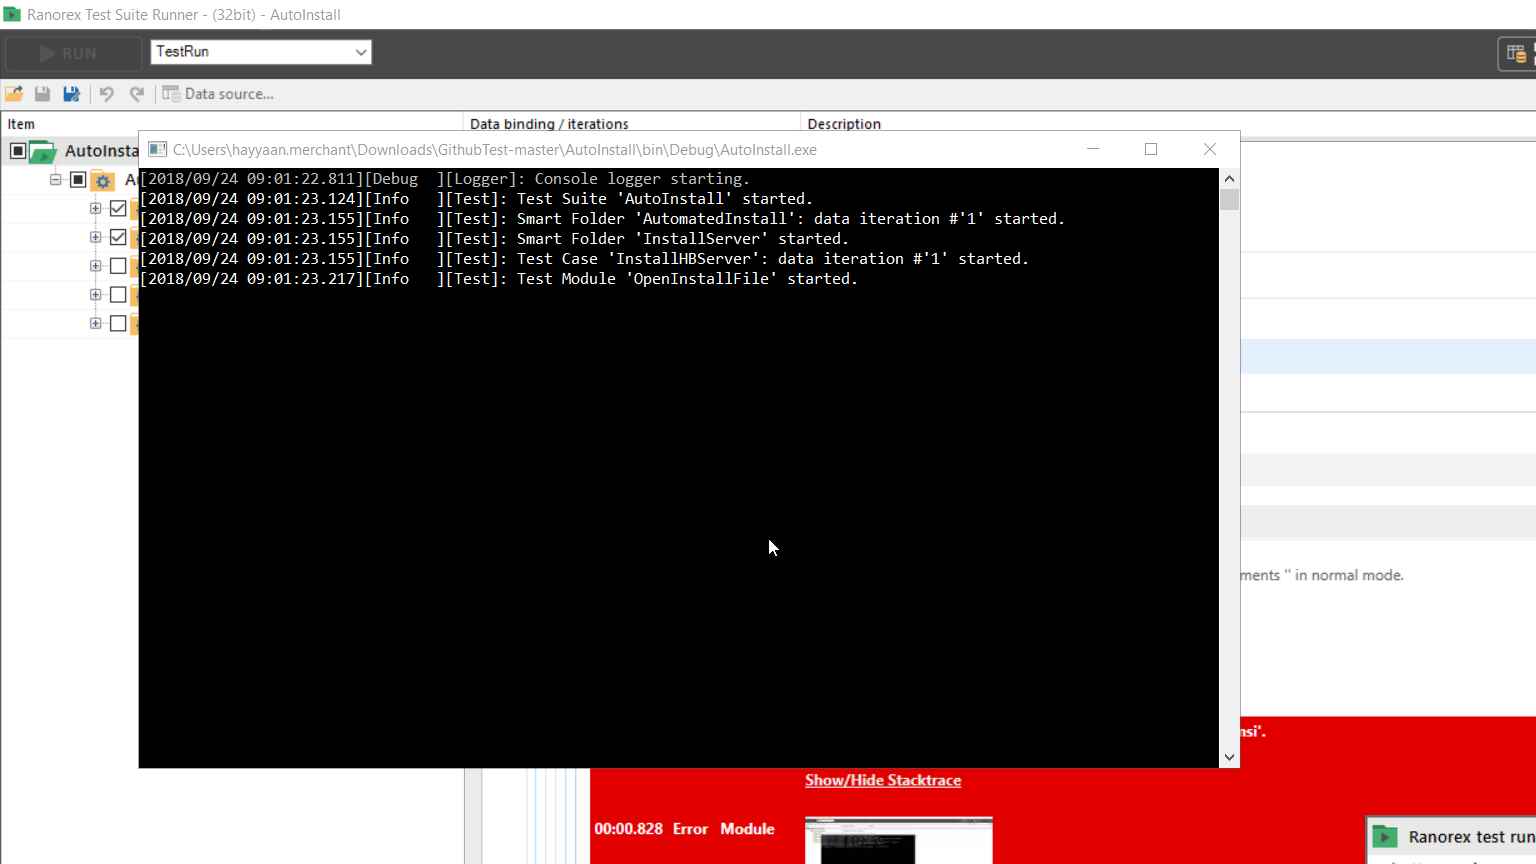 Ranorex Test Suite Runner - (32bit) - AutoInstall
RUN
TestRun
Data source...
Item
Data binding / iterations
Description
C:\Users\hayyaan.merchant\Downloads\GithubTest-master\AutoInstall\bin\Debug\AutoInstall.exe
[2018/09/24 09:01:22.811][Debug  ][Logger]: Console logger starting.
[2018/09/24 09:01:23.124][Info   ][Test]: Test Suite 'AutoInstall' started.
[2018/09/24 09:01:23.155][Info   ][Test]: Smart Folder 'AutomatedInstall': data iteration #'1' started.
[2018/09/24 09:01:23.155][Info   ][Test]: Smart Folder 'InstallServer' started.
[2018/09/24 09:01:23.155][Info   ][Test]: Test Case 'InstallHBServer': data iteration #'1' started.
[2018/09/24 09:01:23.217][Info   ][Test]: Test Module 'OpenInstallFile' started.
AutoInsta
ments '' in normal mode.
nsi'.
Show/Hide Stacktrace
00:00.828 Error Module
Ranorex test run